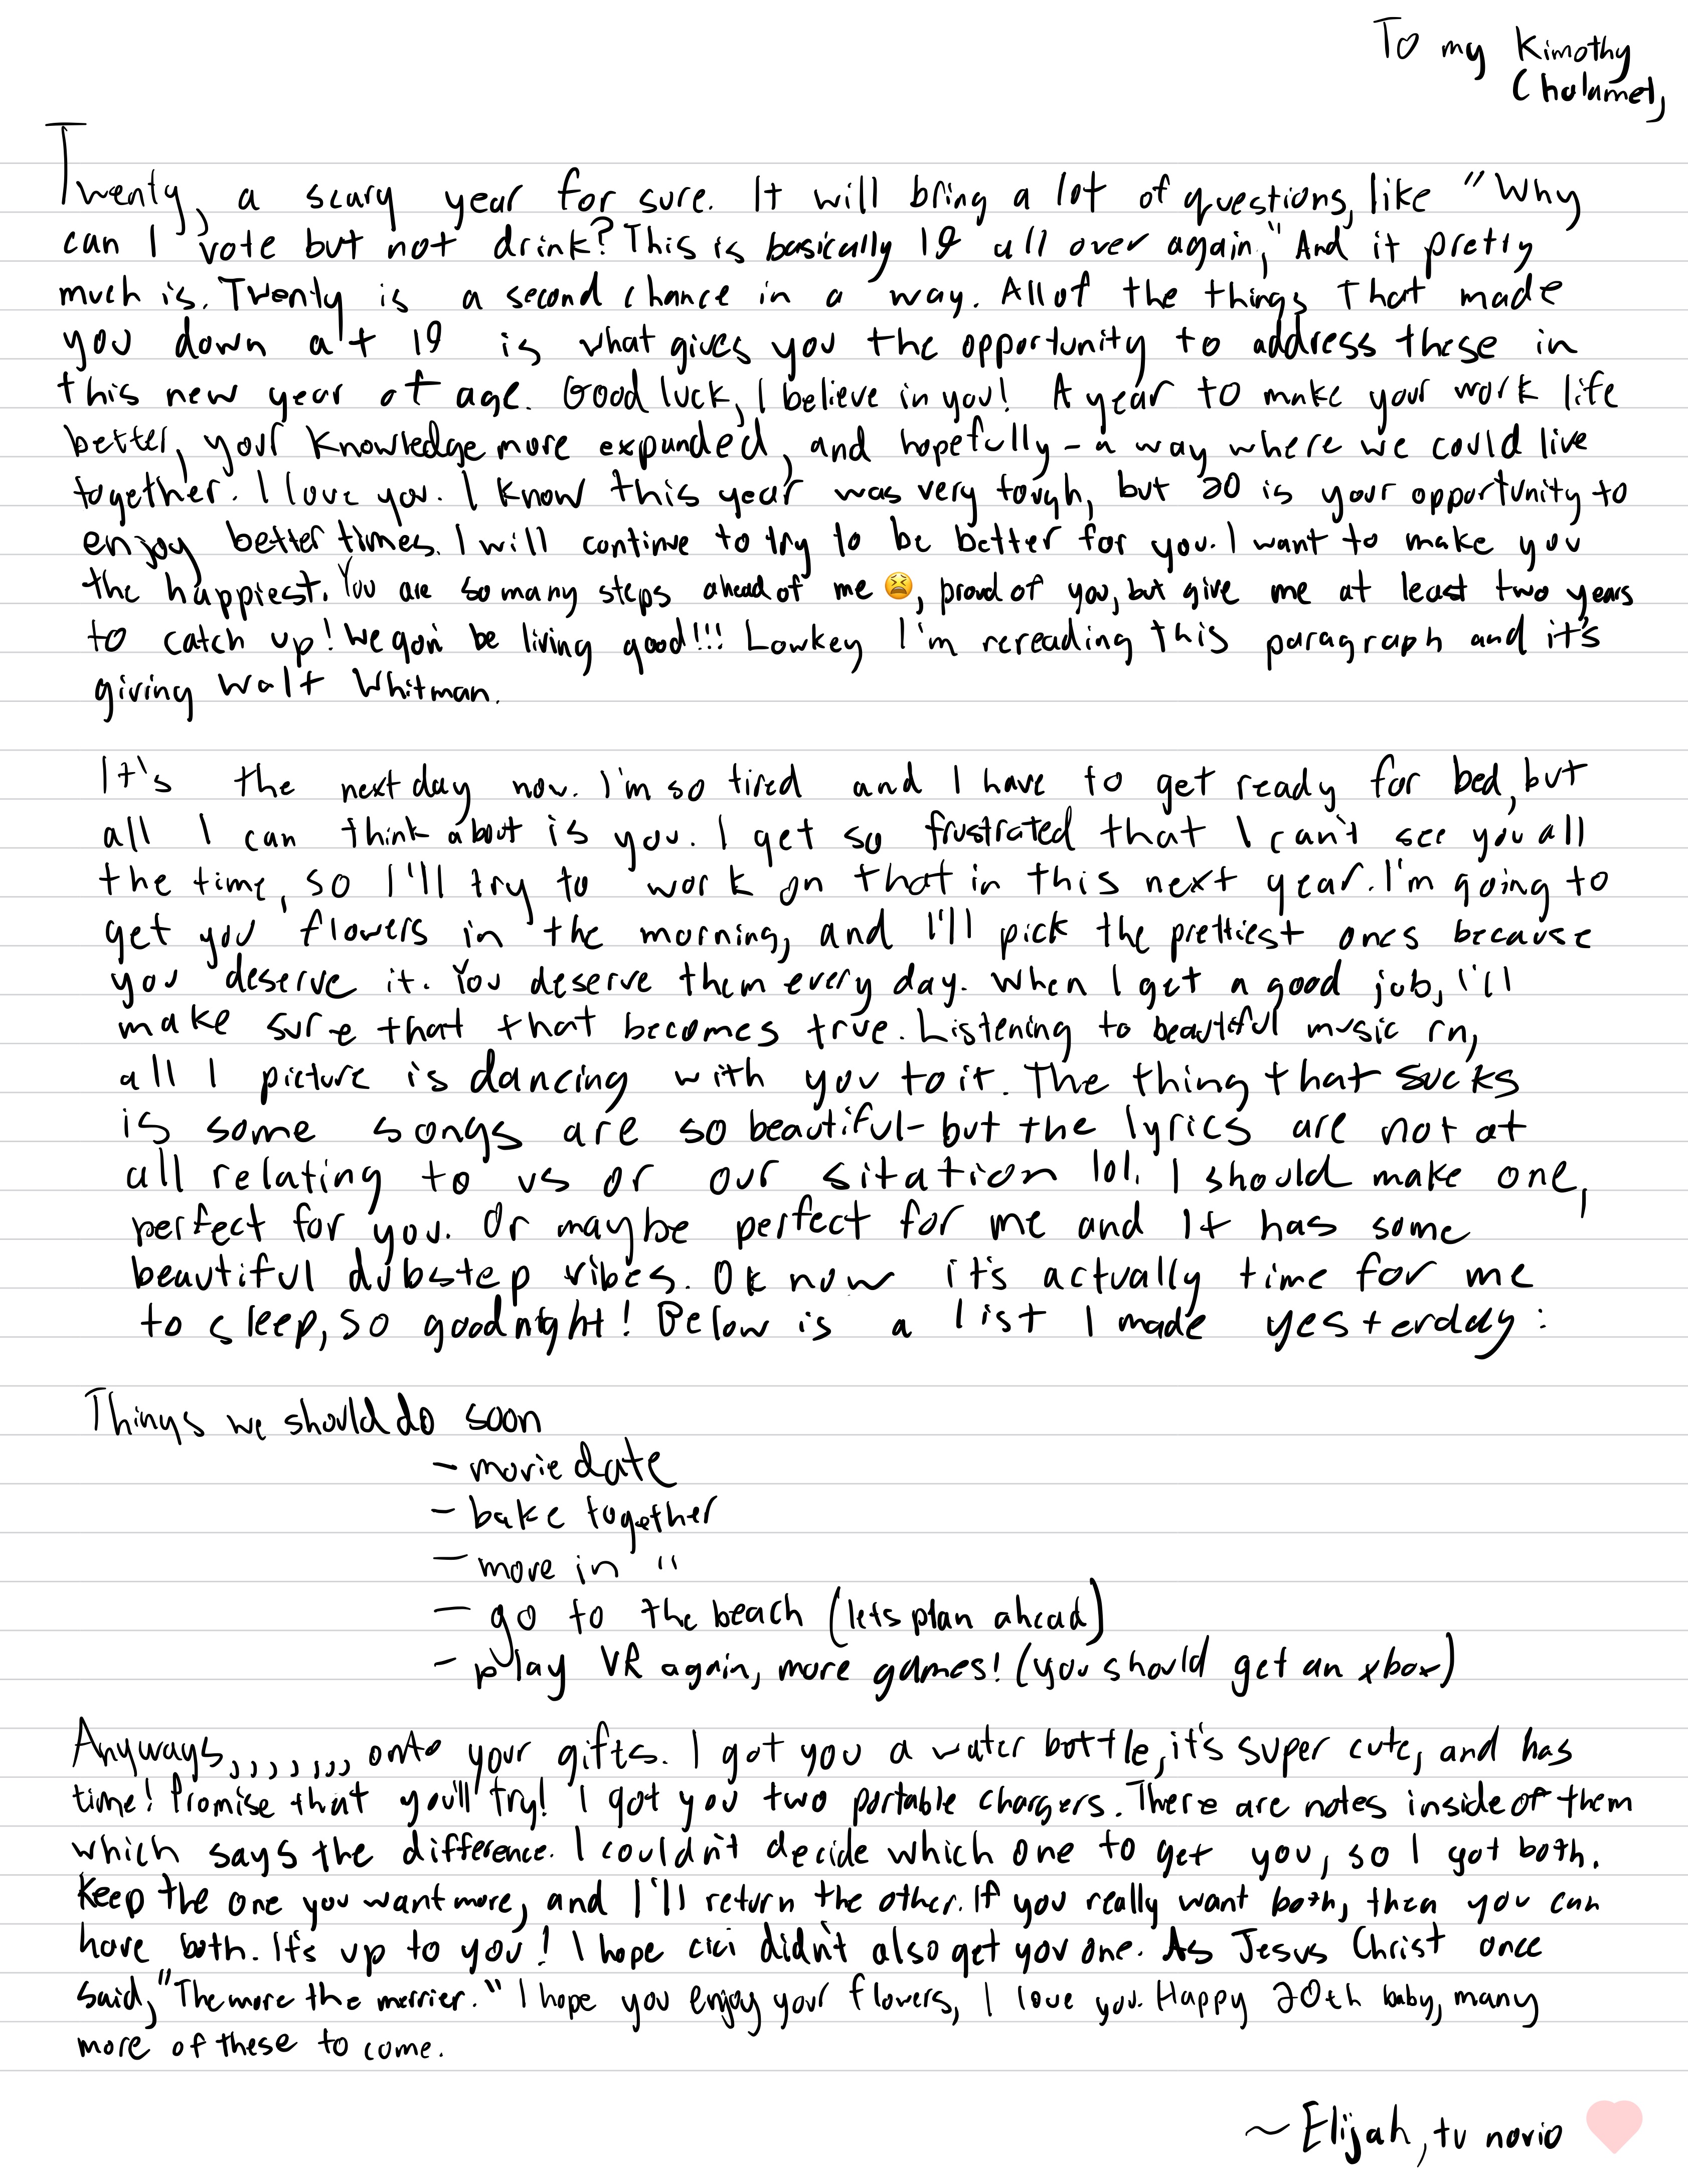 To my Kimothy
Chalamet,
Twenty, a scary year for sure. It will bring a lot of questions, like "Why
can I vote but not drink? This is basically 19 all over again," And it pretty
much is. Twenty is a second chance in a way. All of the things that made
you down at 19 is what gives you the opportunity to address these in
this new year of age. Good luck, I believe in you! A year to make your work life
better, your knowledge more expanded, and hopefully - a way where we could live
together. I love you. I know this year was very tough, but 20 is your opportunity to
enjoy better times. I will continue to try to be better for you. I want to make you
the happiest. You are so many steps ahead of me 😫, proud of you, but give me at least two years
to catch up! We gon' be living good!!! Lowkey I'm rereading this paragraph and it's
giving Walt Whitman.
It's the next day now. I'm so tired and I have to get ready for bed, but
all I can think about is you. I get so frustrated that I can't see you all
the time, so I'll try to work on that in this next year. I'm going to
get you flowers in the morning, and I'll pick the prettiest ones because
you deserve it. You deserve them every day. When I get a good job, I'll
make sure that that becomes true. Listening to beautiful music rn,
all I picture is dancing with you to it. The thing that sucks
is some songs are so beautiful - but the lyrics are not at
all relating to us or our sitation lol. I should make one,
perfect for you. Or maybe perfect for me and it has some
beautiful dubstep vibes. Ok now it's actually time for me
to sleep, so goodnight! Below is a list I made yesterday:
Things we should do soon
- movie date
- bake together
- move in "
- go to the beach (lets plan ahead)
- play VR again, more games! (you should get an xbox)
Anyways,,,,,,, onto your gifts. I got you a water bottle, it's super cute, and has
time! Promise that you'll try! I got you two portable chargers. There are notes inside of them
which says the difference. I couldn't decide which one to get you, so I got both.
Keep the one you want more, and I'll return the other. If you really want both, then you can
have both. It's up to you! I hope cici didn't also get you one. As Jesus Christ once
said, "The more the merrier." I hope you enjoy your flowers, I love you. Happy 20th baby, many
more of these to come.
~ Elijah, tu novio